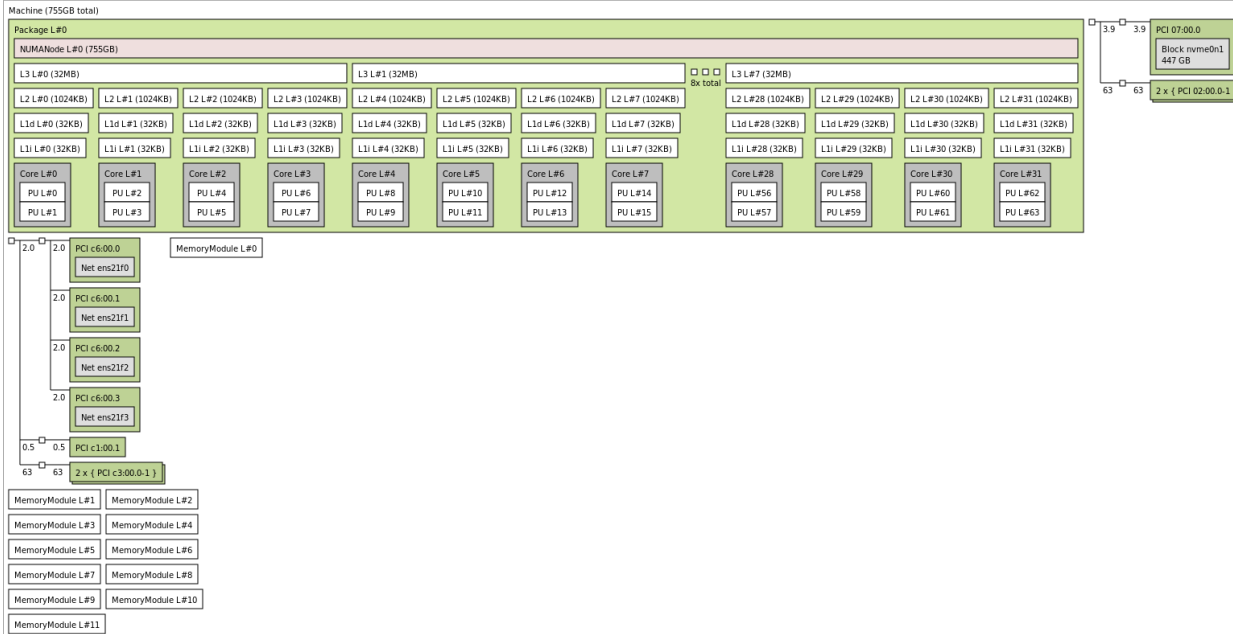 Machine (755GB total)
Package L#0
NUMANode L#0 (755GB)
L3 L#0 (32MB) L3 L#1 (32MB) 8x total L3 L#7 (32MB)
L2 L#0 (1024KB) L2 L#1 (1024KB) L2 L#2 (1024KB) L2 L#3 (1024KB) L2 L#4 (1024KB) L2 L#5 (1024KB) L2 L#6 (1024KB) L2 L#7 (1024KB) L2 L#28 (1024KB) L2 L#29 (1024KB) L2 L#30 (1024KB) L2 L#31 (1024KB)
L1d L#0 (32KB) L1d L#1 (32KB) L1d L#2 (32KB) L1d L#3 (32KB) L1d L#4 (32KB) L1d L#5 (32KB) L1d L#6 (32KB) L1d L#7 (32KB) L1d L#28 (32KB) L1d L#29 (32KB) L1d L#30 (32KB) L1d L#31 (32KB)
L1i L#0 (32KB) L1i L#1 (32KB) L1i L#2 (32KB) L1i L#3 (32KB) L1i L#4 (32KB) L1i L#5 (32KB) L1i L#6 (32KB) L1i L#7 (32KB) L1i L#28 (32KB) L1i L#29 (32KB) L1i L#30 (32KB) L1i L#31 (32KB)
Core L#0 Core L#1 Core L#2 Core L#3 Core L#4 Core L#5 Core L#6 Core L#7 Core L#28 Core L#29 Core L#30 Core L#31
PU L#0 PU L#2 PU L#4 PU L#6 PU L#8 PU L#10 PU L#12 PU L#14 PU L#56 PU L#58 PU L#60 PU L#62
PU L#1 PU L#3 PU L#5 PU L#7 PU L#9 PU L#11 PU L#13 PU L#15 PU L#57 PU L#59 PU L#61 PU L#63
3.9 3.9 PCI 07:00.0
Block nvme0n1
447 GB
63 63 2 x { PCI 02:00.0-1
2.0 2.0 PCI c6:00.0 MemoryModule L#0
Net ens21f0
2.0 PCI c6:00.1
Net ens21f1
2.0 PCI c6:00.2
Net ens21f2
2.0 PCI c6:00.3
Net ens21f3
0.5 0.5 PCI c1:00.1
63 63 2 x { PCI c3:00.0-1 }
MemoryModule L#1 MemoryModule L#2
MemoryModule L#3 MemoryModule L#4
MemoryModule L#5 MemoryModule L#6
MemoryModule L#7 MemoryModule L#8
MemoryModule L#9 MemoryModule L#10
MemoryModule L#11